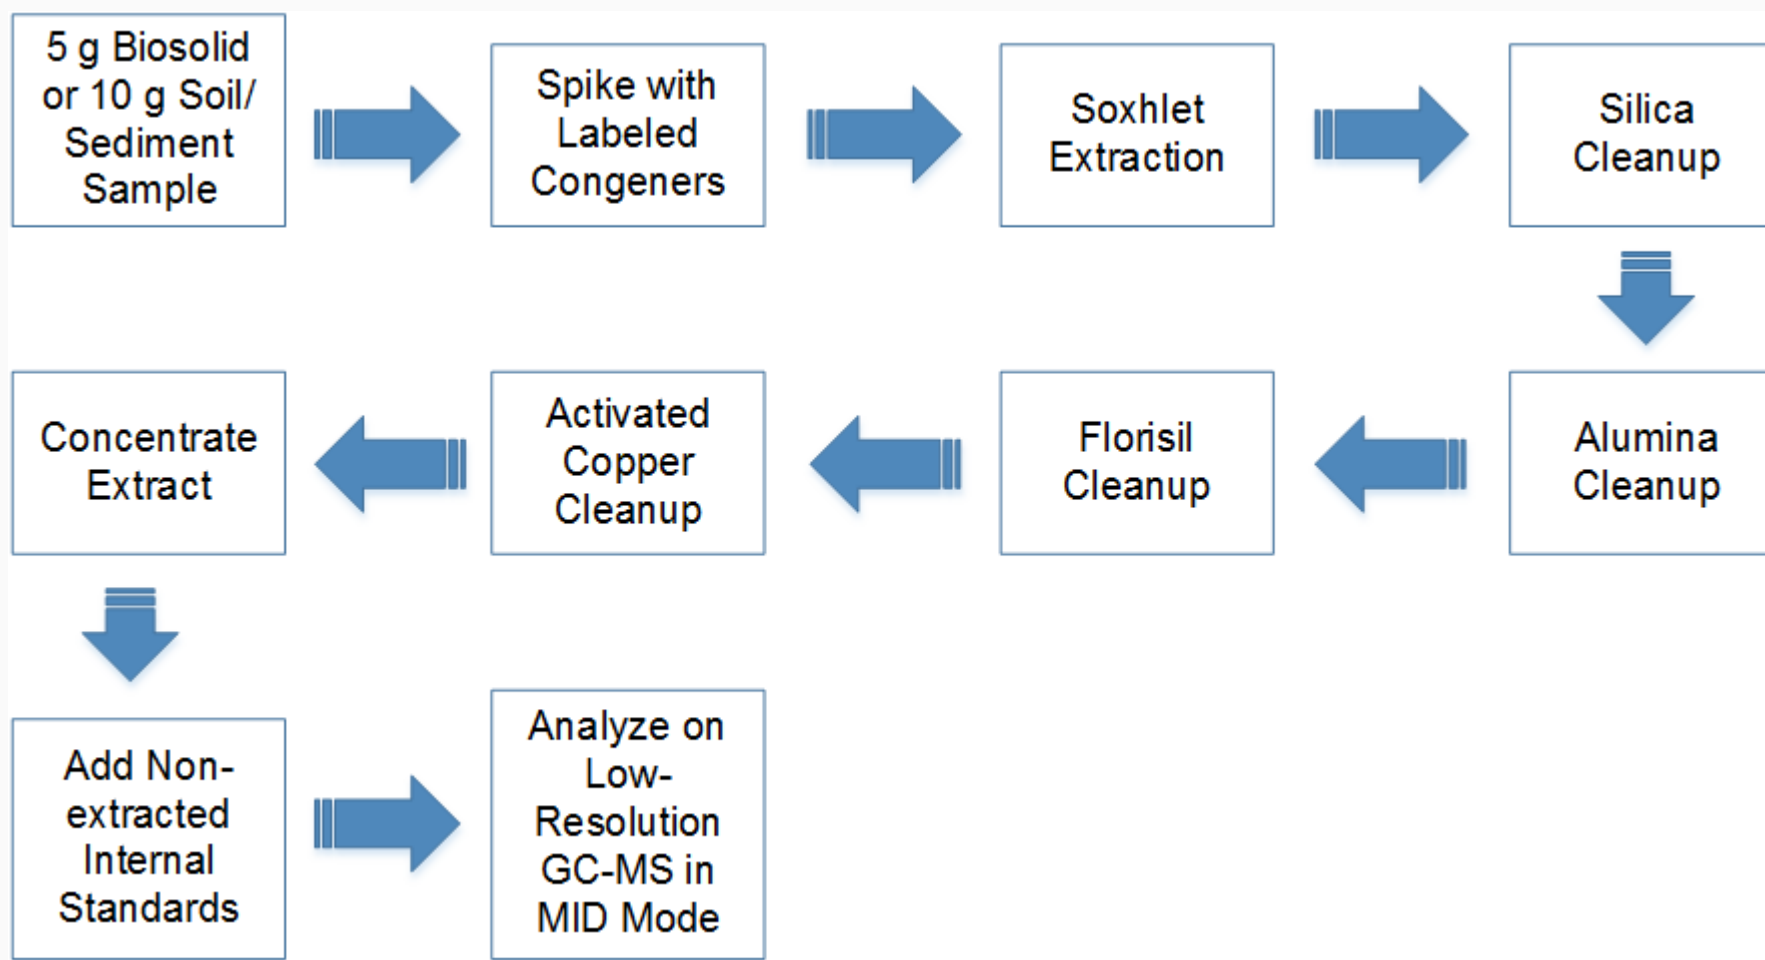 5 g Biosolid
or 10 g Soil/
Sediment
Sample
Spike with
Labeled
Congeners
Soxhlet
Extraction
Silica
Cleanup
Alumina
Cleanup
Florisil
Cleanup
Activated
Copper
Cleanup
Concentrate
Extract
Add Non-
extracted
Internal
Standards
Analyze on
Low-
Resolution
GC-MS in
MID Mode